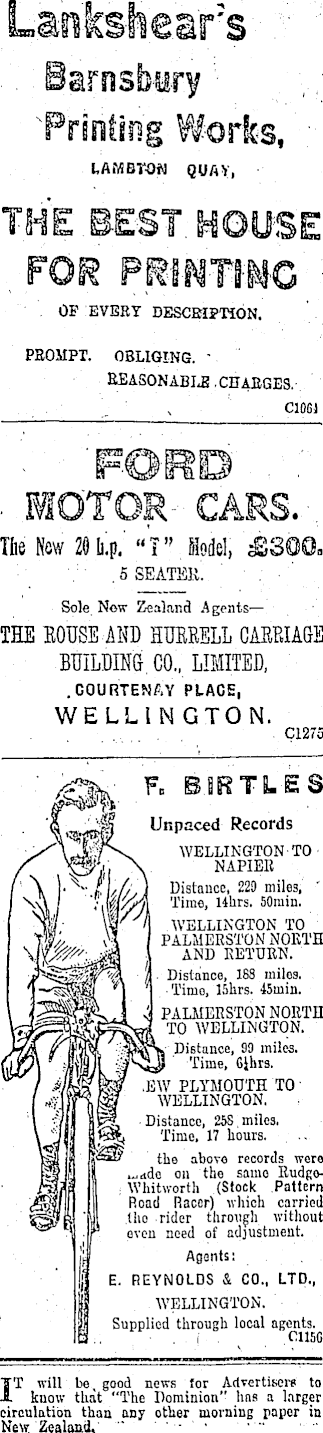 Lankshear's
Barnsbury
Printing Works,
LAMBTON QUAY,
THE BEST HOUSE
FOR PRINTING
OF EVERY DESCRIPTION.
PROMPT. OBLIGING.
REASONABLE CHARGES.
C1061
FORD
MOTOR CARS.
The New 20 h.p. "T" Model, £300.
5 SEATER.
Sole New Zealand Agents—
THE ROUSE AND HURRELL CARRIAGE
BUILDING CO., LIMITED,
COURTENAY PLACE,
WELLINGTON.
C1275
F. BIRTLES
Unpaced Records
WELLINGTON TO
NAPIER
Distance, 229 miles,
Time, 14hrs. 50min.
WELLINGTON TO
PALMERSTON NORTH
AND RETURN.
Distance, 188 miles.
Time, 15hrs. 45min.
PALMERSTON NORTH
TO WELLINGTON.
Distance, 99 miles.
Time, 6½hrs.
EW PLYMOUTH TO
WELLINGTON.
Distance, 258 miles.
Time, 17 hours.
the above records were
made on the same Rudge-
Whitworth (Stock Pattern
Road Racer) which carried
the rider through without
even need of adjustment.
Agents:
E. REYNOLDS & CO., LTD.,
WELLINGTON.
Supplied through local agents.
C1156
IT will be good news for Advertisers to
know that "The Dominion" has a larger
circulation than any other morning paper in
New Zealand.